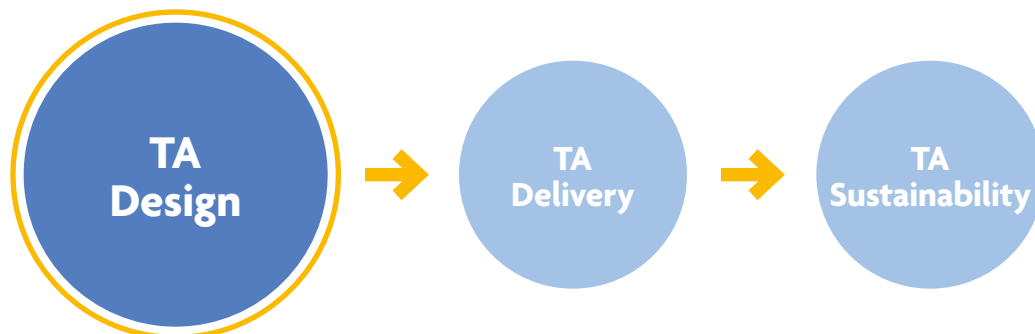 TA
Design
TA
Delivery
TA
Sustainability